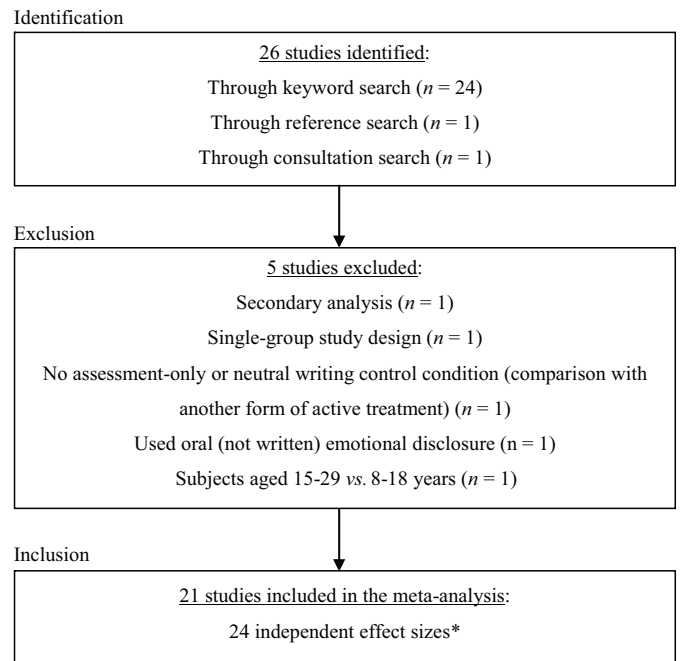 Identification
26 studies identified:
Through keyword search (n = 24)
Through reference search (n = 1)
Through consultation search (n = 1)
Exclusion
5 studies excluded:
Secondary analysis (n = 1)
Single-group study design (n = 1)
No assessment-only or neutral writing control condition (comparison with
another form of active treatment) (n = 1)
Used oral (not written) emotional disclosure (n = 1)
Subjects aged 15-29 vs. 8-18 years (n = 1)
Inclusion
21 studies included in the meta-analysis:
24 independent effect sizes*